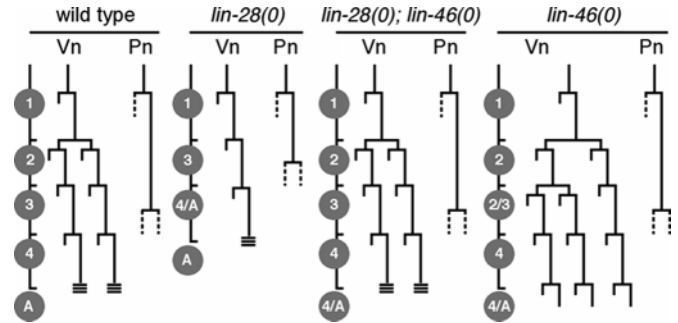 wild type lin-28(0) lin-28(0); lin-46(0) lin-46(0)
Vn Pn Vn Pn Vn Pn Vn Pn
1 1 1 1
2 3 2 2
3 4/A 3 2/3
4 A 4 4
A 4/A 4/A